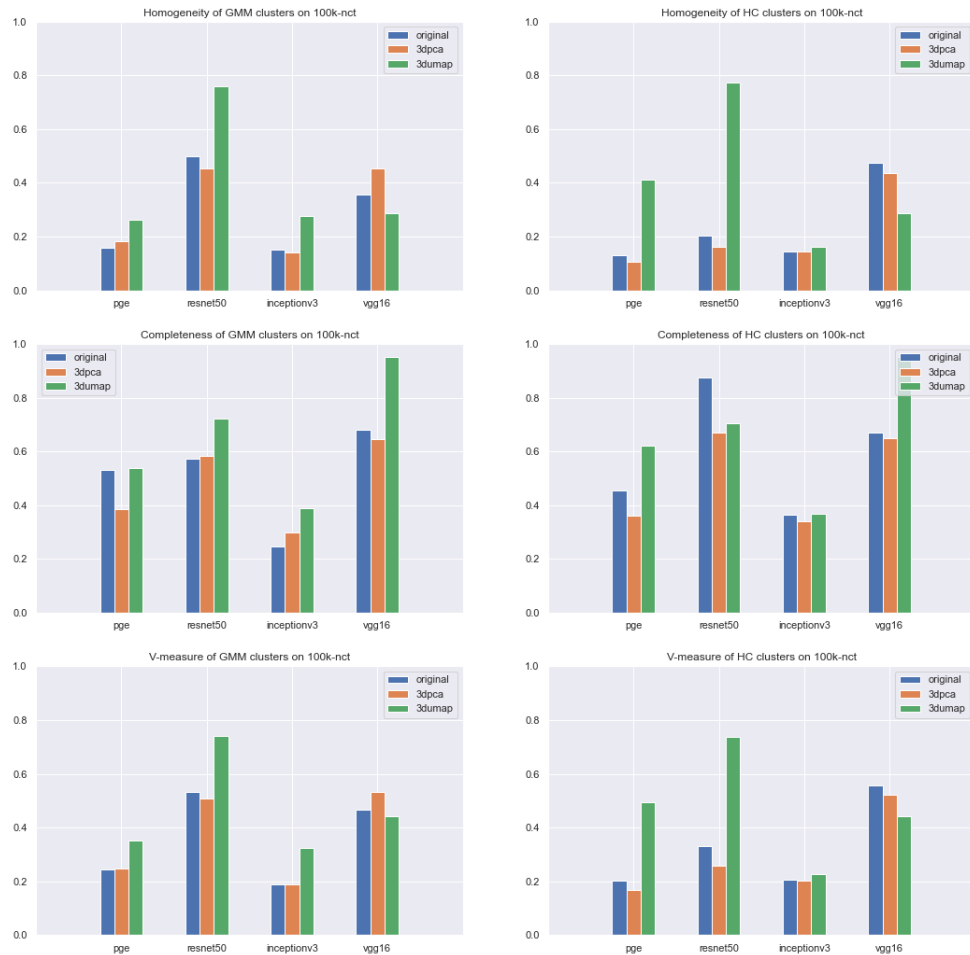 Homogeneity of GMM clusters on 100k-nct
1.0
0.8
0.6
0.4
0.2
0.0
original
3dpca
3dumap
pge resnet50 inceptionv3 vgg16
Homogeneity of HC clusters on 100k-nct
1.0
0.8
0.6
0.4
0.2
0.0
original
3dpca
3dumap
pge resnet50 inceptionv3 vgg16
Completeness of GMM clusters on 100k-nct
1.0
0.8
0.6
0.4
0.2
0.0
original
3dpca
3dumap
pge resnet50 inceptionv3 vgg16
Completeness of HC clusters on 100k-nct
1.0
0.8
0.6
0.4
0.2
0.0
original
3dpca
3dumap
pge resnet50 inceptionv3 vgg16
V-measure of GMM clusters on 100k-nct
1.0
0.8
0.6
0.4
0.2
0.0
original
3dpca
3dumap
pge resnet50 inceptionv3 vgg16
V-measure of HC clusters on 100k-nct
1.0
0.8
0.6
0.4
0.2
0.0
original
3dpca
3dumap
pge resnet50 inceptionv3 vgg16